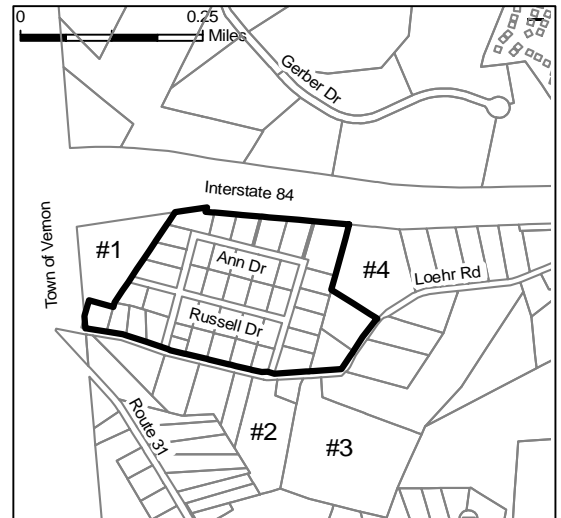 0 0.25
Miles
Gerber Dr
Interstate 84
Town of Vernon
#1
Ann Dr
#4
Loehr Rd
Russell Dr
Route 31
#2
#3